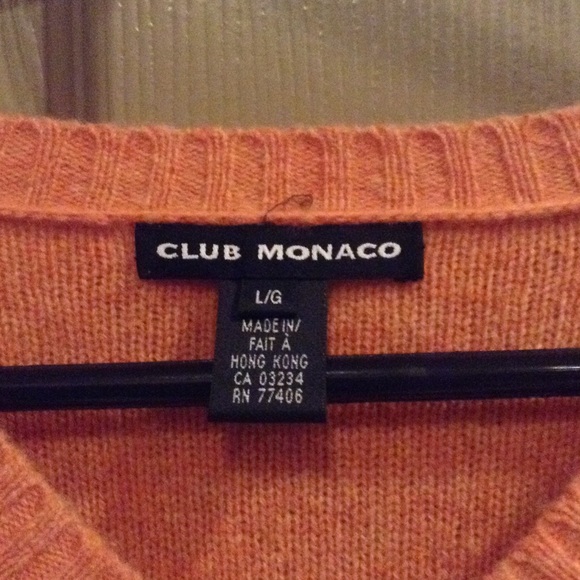 CLUB MONACO
L/G
MADE IN/
FAIT À
HONG KONG
CA 03234
RN 77406